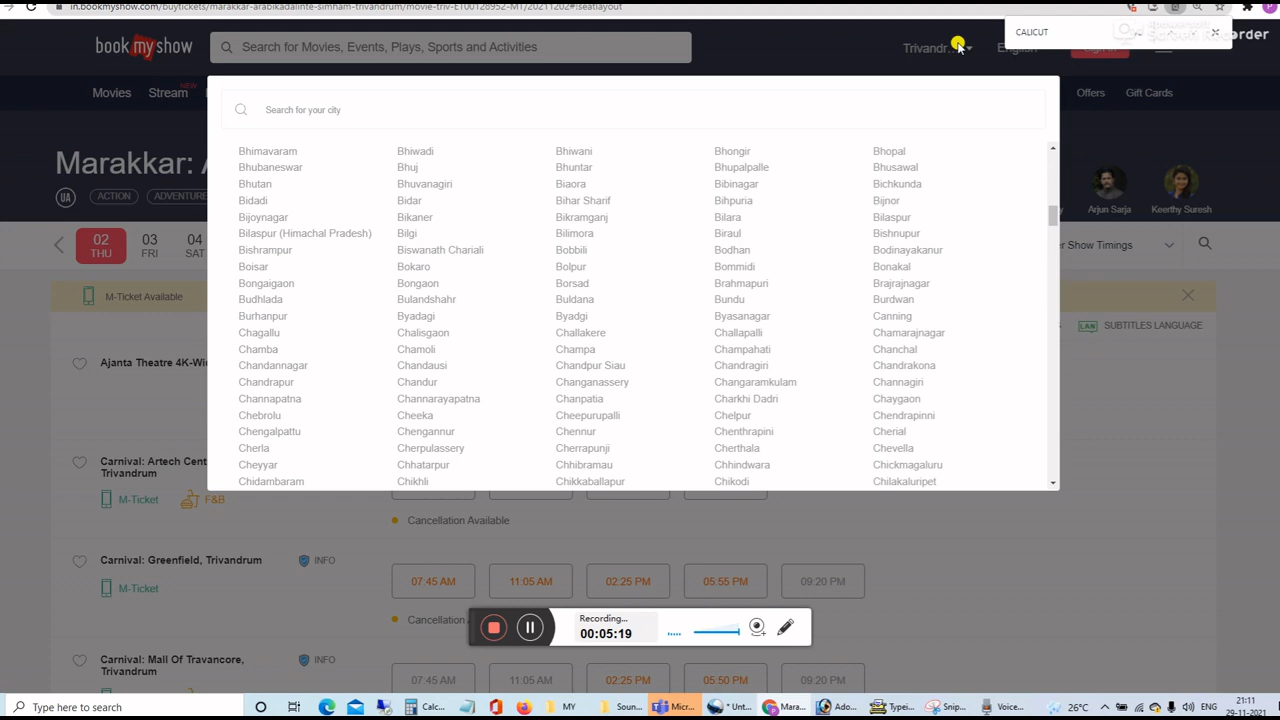 in.bookmyshow.com/buytickets/marakkar-arabikadalinte-simham-trivandrum/movie-triv-ET00128952-MT/20211202#!seatlayout
CALICUT
book my show
Search for Movies, Events, Plays, Sports and Activities
Trivandr...
English
Screen Recorder
Movies Stream NEW
Offers Gift Cards
Search for your city
Marakkar: A
UA ACTION ADVENTURE
Arjun Sarja Keerthy Suresh
02 THU
03 FRI
04 SAT
er Show Timings
M-Ticket Available
LAN SUBTITLES LANGUAGE
Bhimavaram Bhiwadi Bhiwani Bhongir Bhopal
Bhubaneswar Bhuj Bhuntar Bhupalpalle Bhusawal
Bhutan Bhuvanagiri Biaora Bibinagar Bichkunda
Bidadi Bidar Bihar Sharif Bihpuria Bijnor
Bijoynagar Bikaner Bikramganj Bilara Bilaspur
Bilaspur (Himachal Pradesh) Bilgi Bilimora Biraul Bishnupur
Bishrampur Biswanath Chariali Bobbili Bodhan Bodinayakanur
Boisar Bokaro Bolpur Bommidi Bonakal
Bongaigaon Bongaon Borsad Brahmapuri Brajrajnagar
Budhlada Bulandshahr Buldana Bundu Burdwan
Burhanpur Byadagi Byadgi Byasanagar Canning
Chagallu Chalisgaon Challakere Challapalli Chamarajnagar
Chamba Chamoli Champa Champahati Chanchal
Chandannagar Chandausi Chandpur Siau Chandragiri Chandrakona
Chandrapur Chandur Changanassery Changaramkulam Channagiri
Channapatna Channarayapatna Chanpatia Charkhi Dadri Chaygaon
Chebrolu Cheeka Cheepurupalli Chelpur Chendrapinni
Chengalpattu Chengannur Chennur Chenthrapini Cherial
Cherla Cherpulassery Cherrapunji Cherthala Chevella
Cheyyar Chhatarpur Chhibramau Chhindwara Chickmagaluru
Chidambaram Chikhli Chikkaballapur Chikodi Chilakaluripet
Ajanta Theatre 4K-Wi
Carnival: Artech Cent
Trivandrum
M-Ticket F&B
Cancellation Available
Carnival: Greenfield, Trivandrum INFO
M-Ticket
07:45 AM 11:05 AM 02:25 PM 05:55 PM 09:20 PM
Cancellation A
Recording...
00:05:19
Carnival: Mall Of Travancore,
Trivandrum
INFO
07:45 AM 11:05 AM 02:25 PM 05:50 PM 09:20 PM
Type here to search
Calc... MY Soun... Micr... * Unt... Mara... Ado... Typei... Snip... Voice...
26°C ENG
21:11
29-11-2021